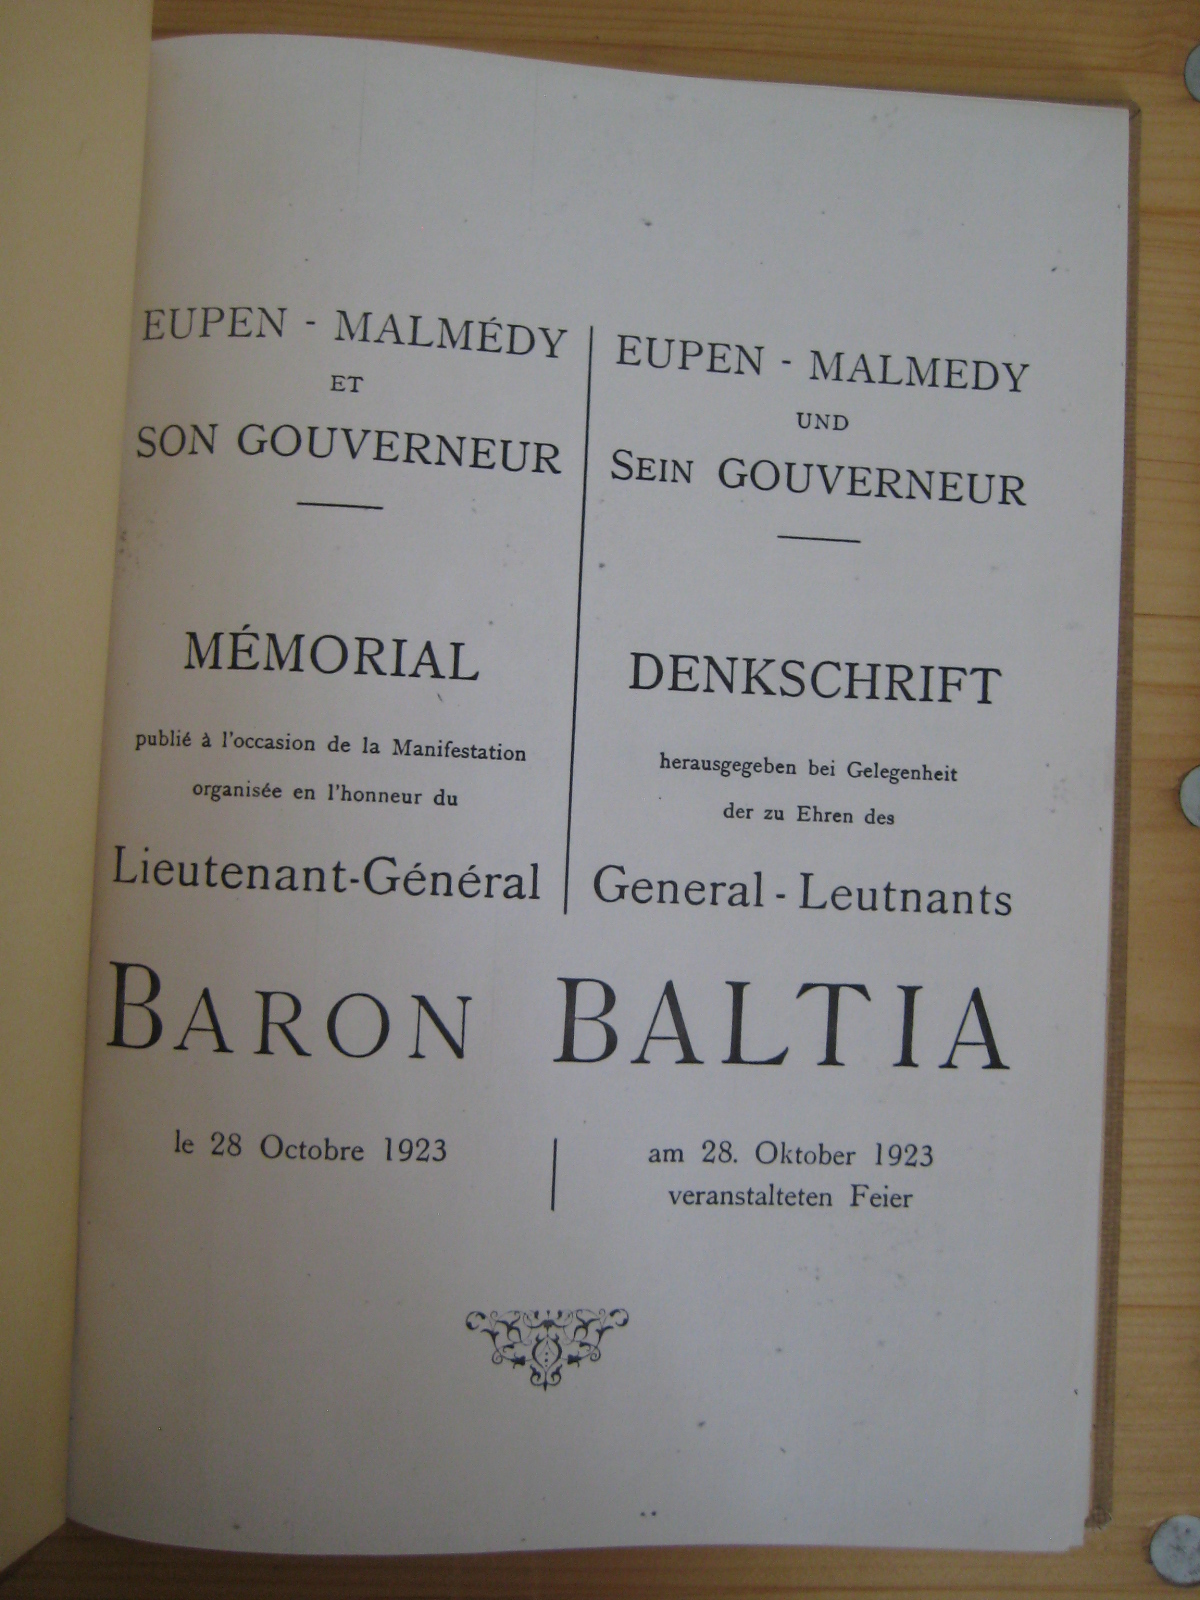 EUPEN - MALMÉDY
ET
SON GOUVERNEUR
MÉMORIAL
publié à l'occasion de la Manifestation
organisée en l'honneur du
Lieutenant-Général
EUPEN - MALMEDY
UND
SEIN GOUVERNEUR
DENKSCHRIFT
herausgegeben bei Gelegenheit
der zu Ehren des
General - Leutnants
BARON BALTIA
le 28 Octobre 1923
am 28. Oktober 1923
veranstalteten Feier